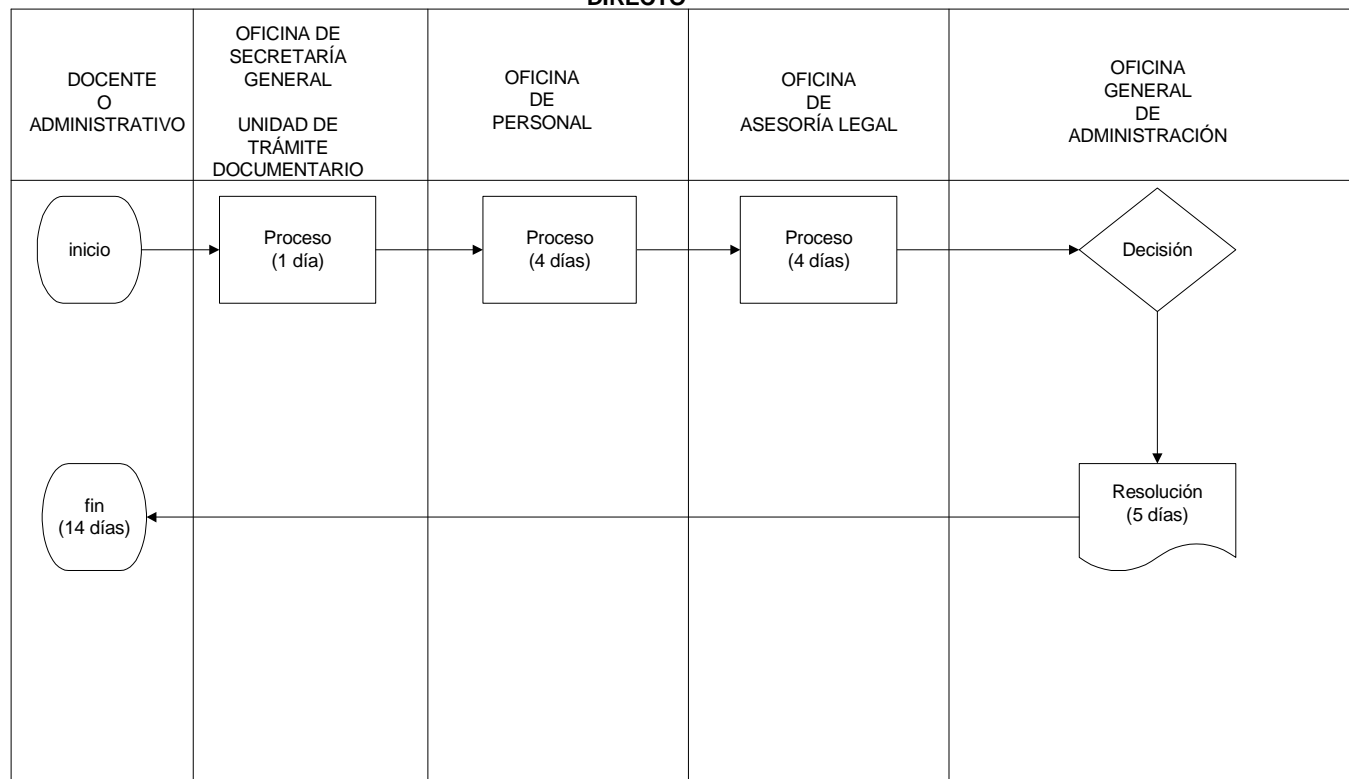 DIRECTO
DOCENTE
O
ADMINISTRATIVO
OFICINA DE
SECRETARÍA
GENERAL
UNIDAD DE
TRÁMITE
DOCUMENTARIO
OFICINA
DE
PERSONAL
OFICINA
DE
ASESORÍA LEGAL
OFICINA
GENERAL
DE
ADMINISTRACIÓN
inicio
Proceso
(1 día)
Proceso
(4 días)
Proceso
(4 días)
Decisión
fin
(14 días)
Resolución
(5 días)